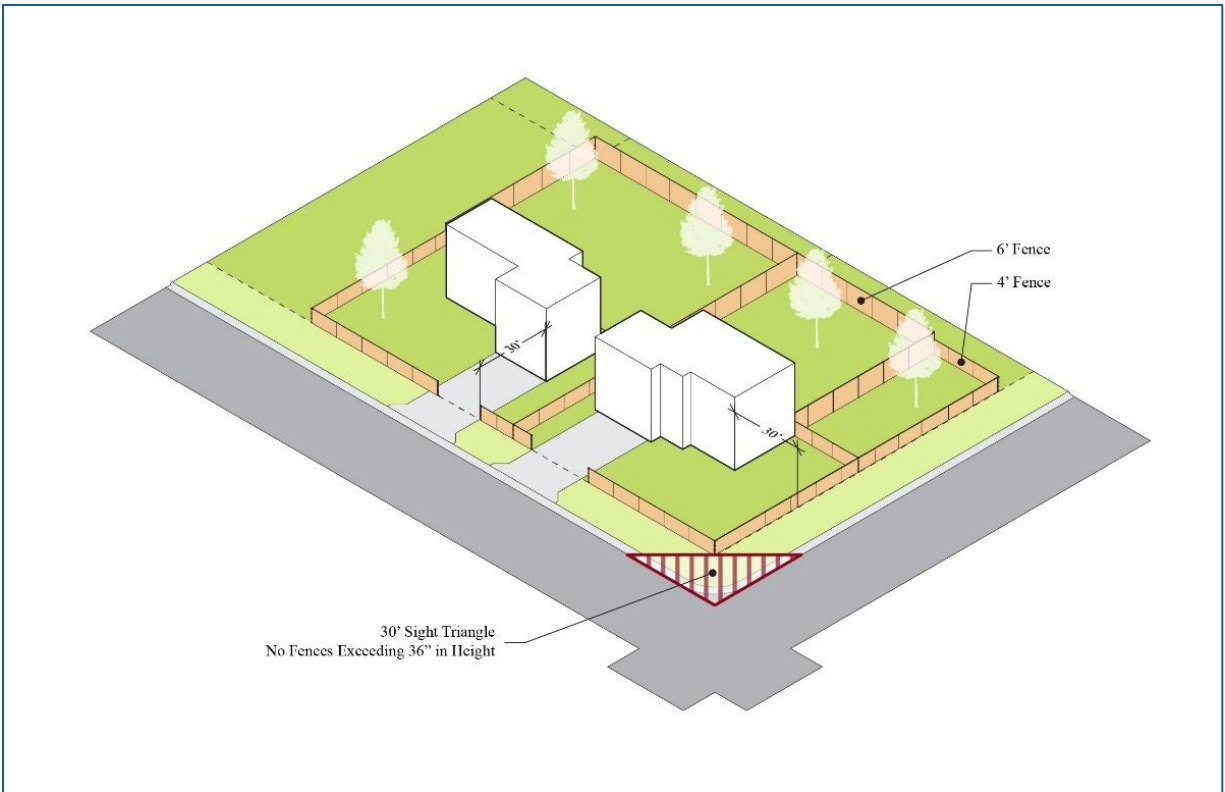 6’ Fence
4’ Fence
30’
30’
30’ Sight Triangle
No Fences Exceeding 36” in Height